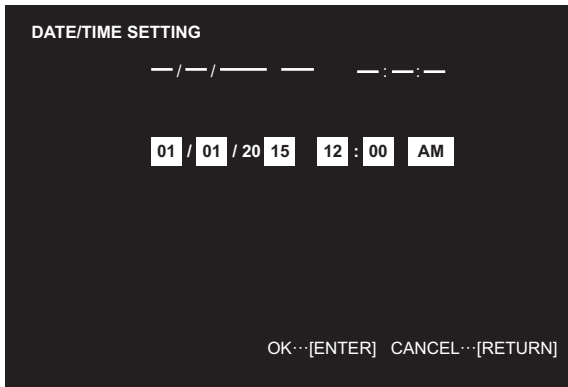 DATE/TIME SETTING
—/—/—— — —:—:—
01 / 01 / 20 15 12 : 00 AM
OK···[ENTER] CANCEL···[RETURN]